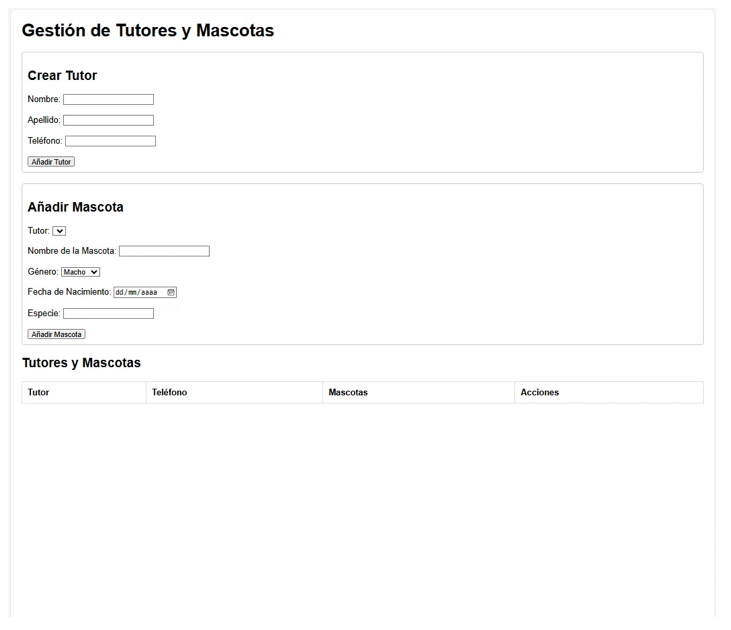 Gestión de Tutores y Mascotas
Crear Tutor
Nombre:
Apellido:
Teléfono:
Añadir Tutor
Añadir Mascota
Tutor:
Nombre de la Mascota:
Género: Macho
Fecha de Nacimiento: dd/mm/aaaa
Especie:
Añadir Mascota
Tutores y Mascotas
Tutor Teléfono Mascotas Acciones